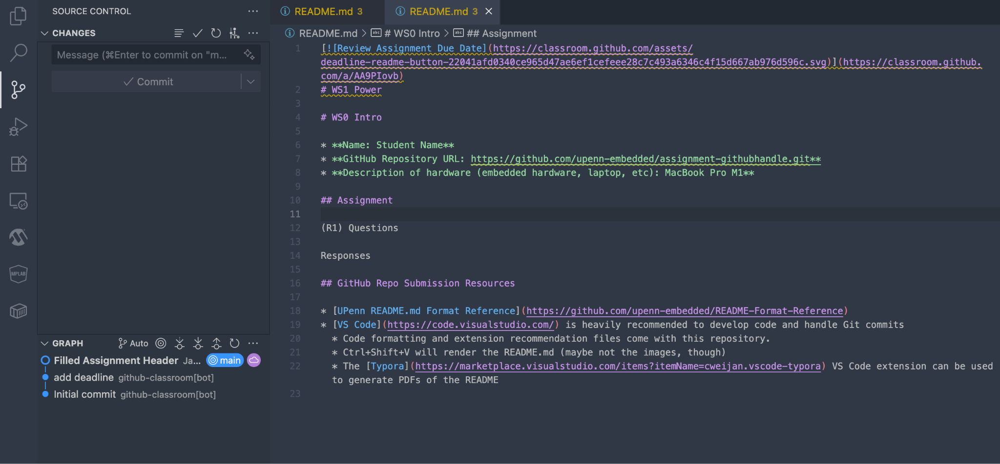 SOURCE CONTROL
CHANGES
Message (⌘Enter to commit on "m...
Commit
MPLAB
GRAPH
Auto
Filled Assignment Header Ja... main
add deadline github-classroom[bot]
Initial commit github-classroom[bot]
README.md 3
README.md 3
README.md > # WS0 Intro > ## Assignment
1 [![Review Assignment Due Date](https://classroom.github.com/assets/
deadline-readme-button-22041afd0340ce965d47ae6ef1cefeee28c7c493a6346c4f15d667ab976d596c.svg)](https://classroom.github.
com/a/AA9PIovb)
2 # WS1 Power
3
4 # WS0 Intro
5
6 * **Name: Student Name**
7 * **GitHub Repository URL: https://github.com/upenn-embedded/assignment-githubhandle.git**
8 * **Description of hardware (embedded hardware, laptop, etc): MacBook Pro M1**
9
10 ## Assignment
11
12 (R1) Questions
13
14 Responses
15
16 ## GitHub Repo Submission Resources
17
18 * [UPenn README.md Format Reference](https://github.com/upenn-embedded/README-Format-Reference)
19 * [VS Code](https://code.visualstudio.com/) is heavily recommended to develop code and handle Git commits
20 * Code formatting and extension recommendation files come with this repository.
21 * Ctrl+Shift+V will render the README.md (maybe not the images, though)
22 * The [Typora](https://marketplace.visualstudio.com/items?itemName=cweijan.vscode-typora) VS Code extension can be used
to generate PDFs of the README
23